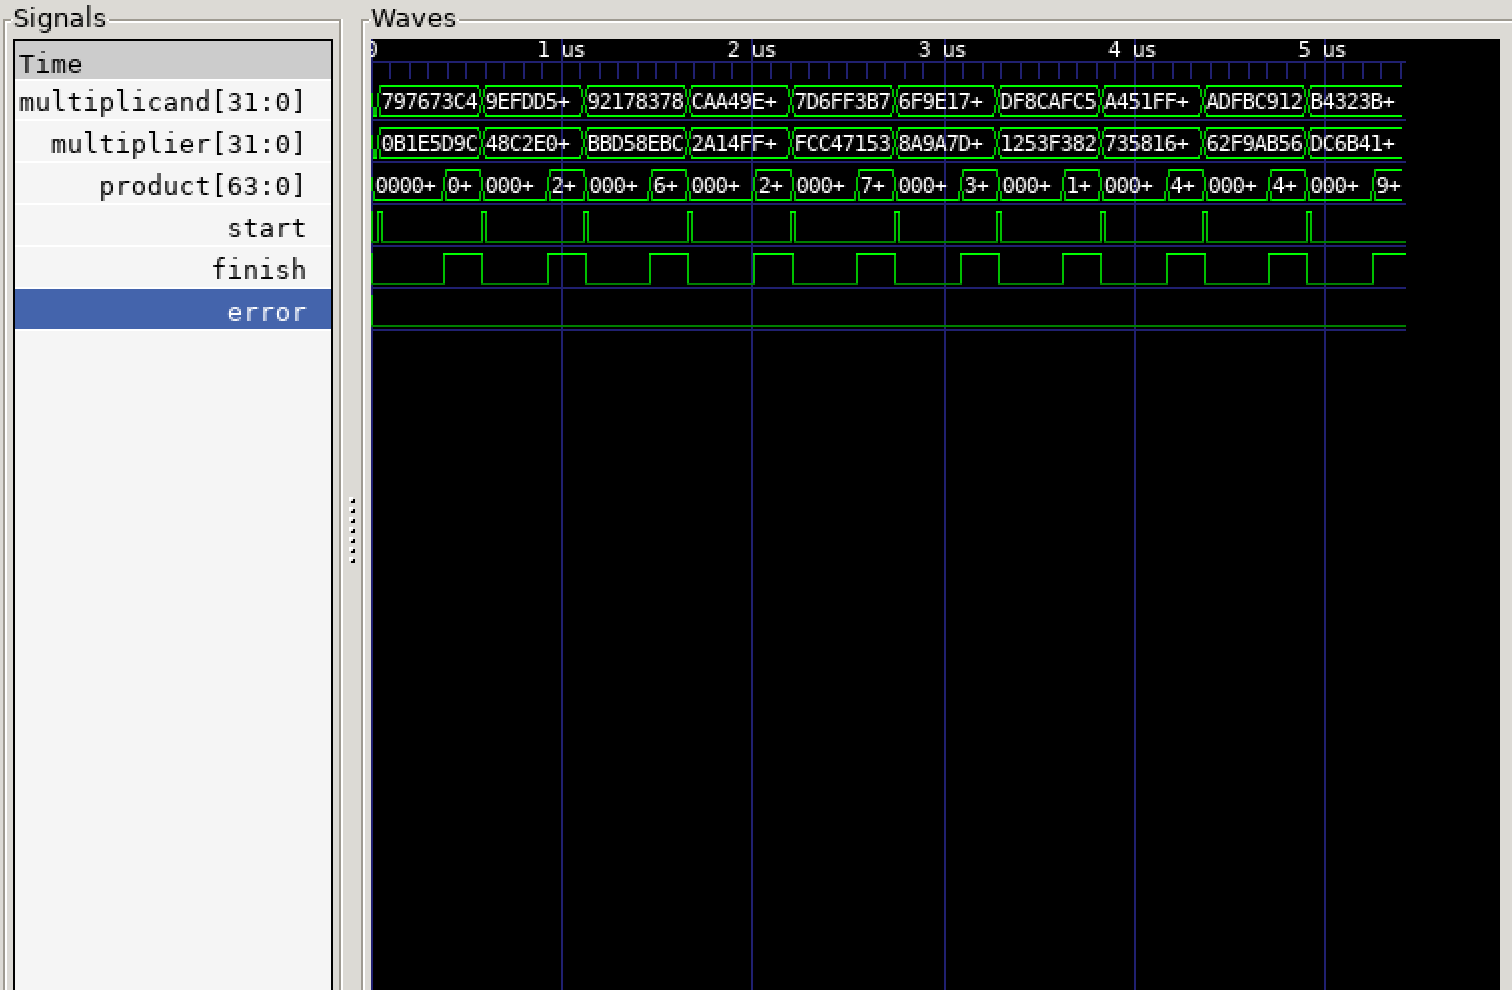 Signals Waves
Time 0 1 us 2 us 3 us 4 us 5 us
multiplicand[31:0] 797673C4 9EFDD5+ 92178378 CAA49E+ 7D6FF3B7 6F9E17+ DF8CAFC5 A451FF+ ADFBC912 B4323B+
multiplier[31:0] 0B1E5D9C 48C2E0+ BBD58EBC 2A14FF+ FCC47153 8A9A7D+ 1253F382 735816+ 62F9AB56 DC6B41+
product[63:0] 0000+ 0+ 000+ 2+ 000+ 6+ 000+ 2+ 000+ 7+ 000+ 3+ 000+ 1+ 000+ 4+ 000+ 4+ 000+ 9+
start
finish
error